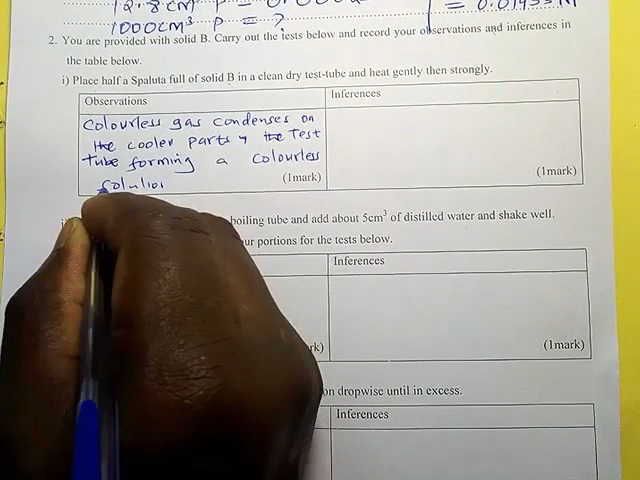 12.8cm³
1000cm³ P = ?
= 0.01433M
2. You are provided with solid B. Carry out the tests below and record your observations and inferences in
the table below.
i) Place half a Spaluta full of solid B in a clean dry test-tube and heat gently then strongly.
Observations
Inferences
Colourless gas condenses on
the cooler parts of the Test
Tube forming a colourless
(1mark)
(1mark)
boiling tube and add about 5cm³ of distilled water and shake well.
ur portions for the tests below.
Inferences
rk)
(1mark)
on dropwise until in excess.
Inferences